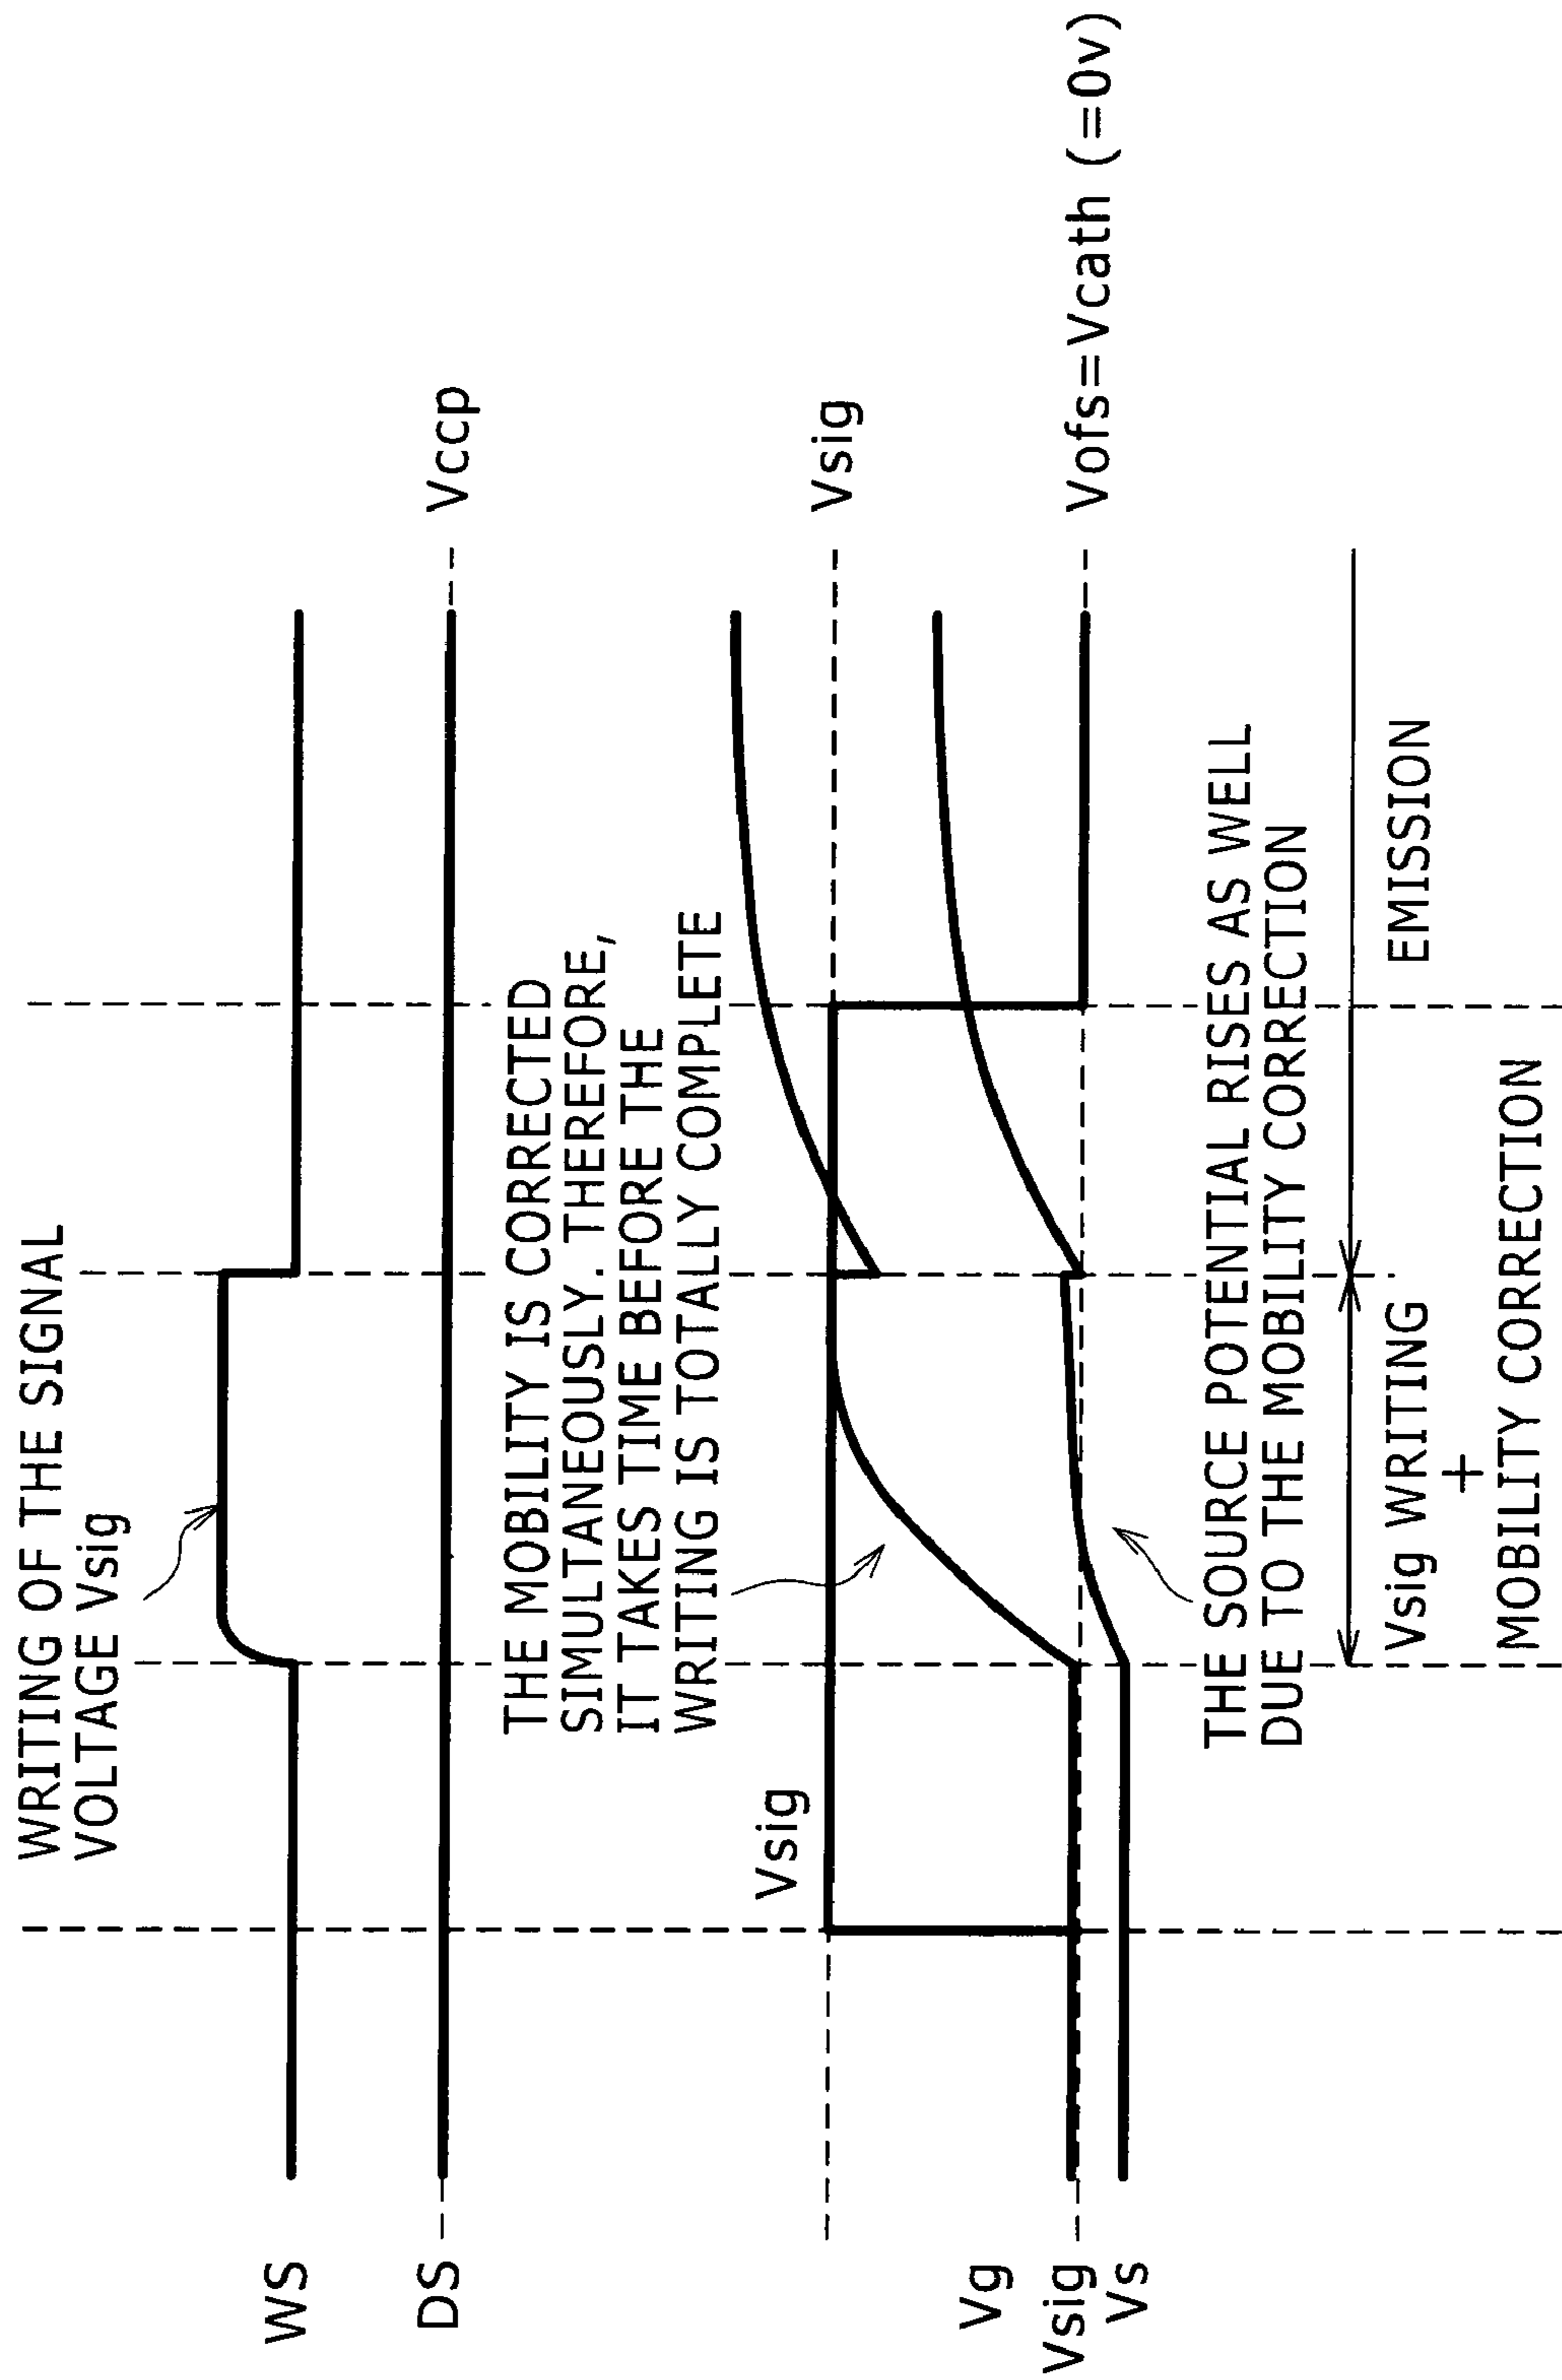 WRITING OF THE SIGNAL
VOLTAGE Vsig
WS
DS
Vccp
THE MOBILITY IS CORRECTED
SIMULTANEOUSLY. THEREFORE,
IT TAKES TIME BEFORE THE
WRITING IS TOTALLY COMPLETE
Vsig
Vsig
Vg
Vsig
Vs
Vofs=Vcath (=0v)
THE SOURCE POTENTIAL RISES AS WELL
DUE TO THE MOBILITY CORRECTION
Vsig WRITING
+
MOBILITY CORRECTION
EMISSION